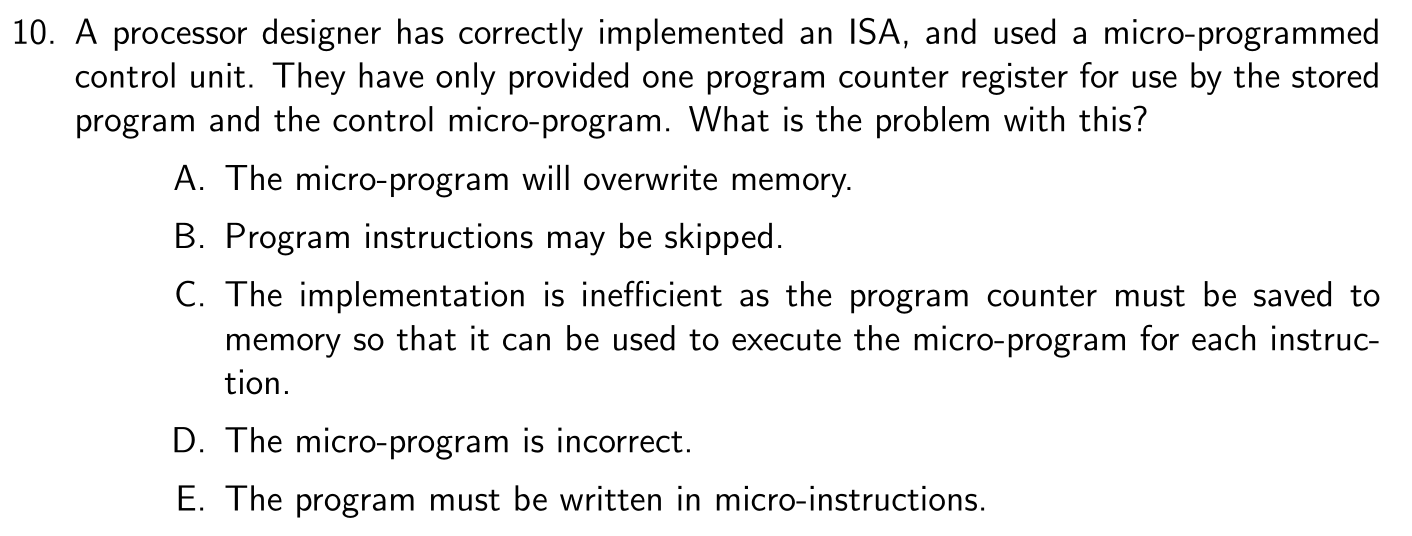 10. A processor designer has correctly implemented an ISA, and used a micro-programmed
control unit. They have only provided one program counter register for use by the stored
program and the control micro-program. What is the problem with this?
A. The micro-program will overwrite memory.
B. Program instructions may be skipped.
C. The implementation is inefficient as the program counter must be saved to
memory so that it can be used to execute the micro-program for each instruc-
tion.
D. The micro-program is incorrect.
E. The program must be written in micro-instructions.